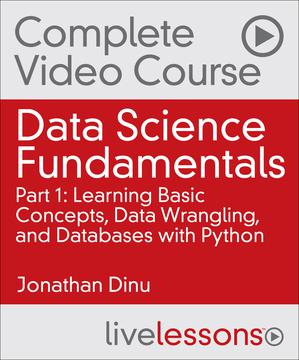 Complete
Video Course
Data Science
Fundamentals
Part 1: Learning Basic
Concepts, Data Wrangling,
and Databases with Python
Jonathan Dinu
livelessons